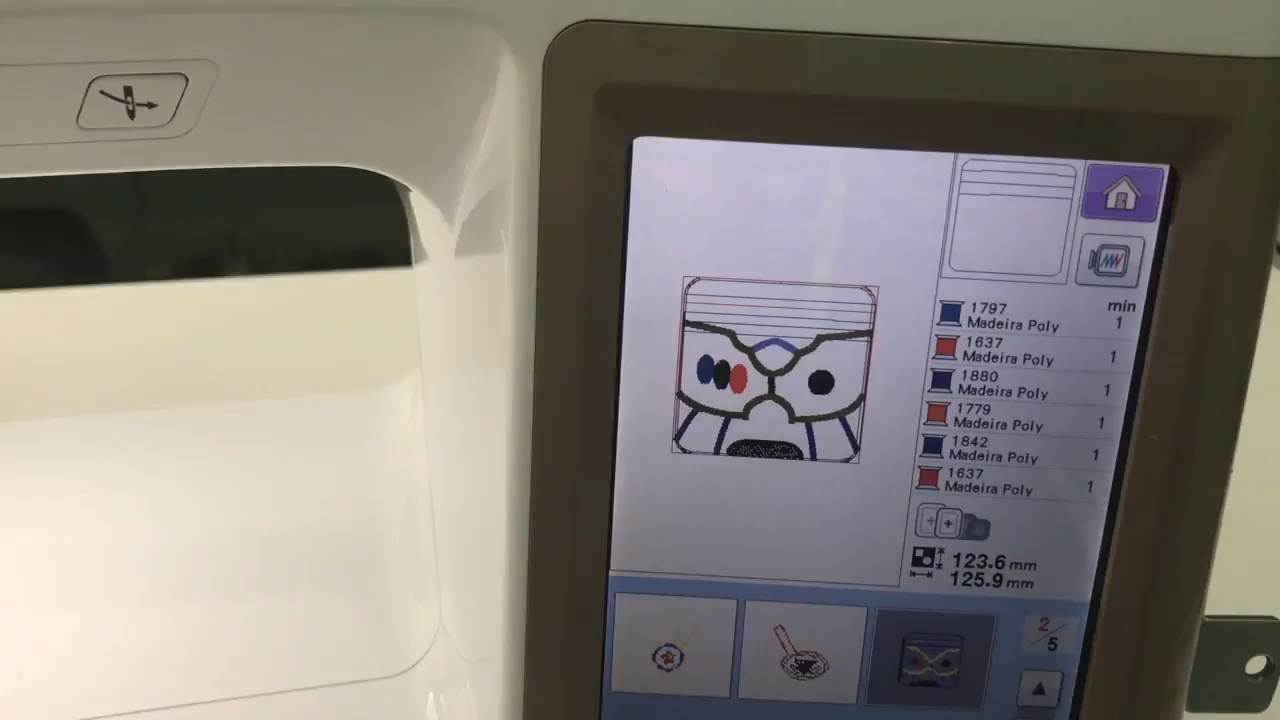 min
1797
Madeira Poly 1
1637
Madeira Poly 1
1880
Madeira Poly 1
1779
Madeira Poly 1
1842
Madeira Poly 1
1637
Madeira Poly 1
123.6 mm
125.9 mm
2/5